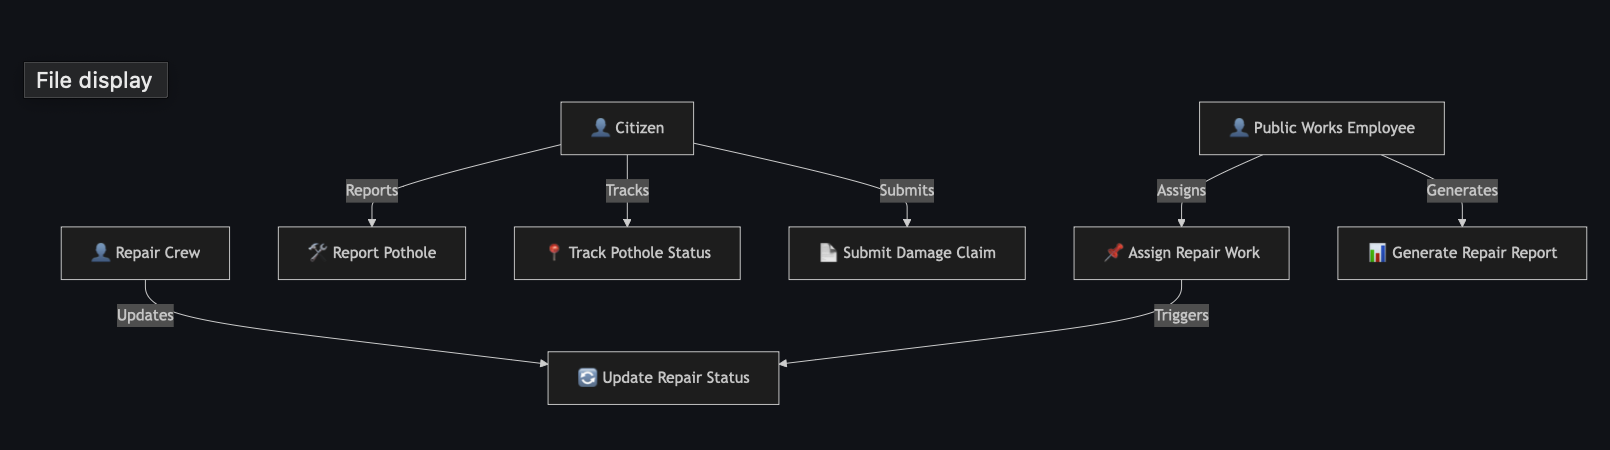 File display
Citizen
Public Works Employee
Reports
Tracks
Submits
Assigns
Generates
Repair Crew
Report Pothole
Track Pothole Status
Submit Damage Claim
Assign Repair Work
Generate Repair Report
Updates
Triggers
Update Repair Status